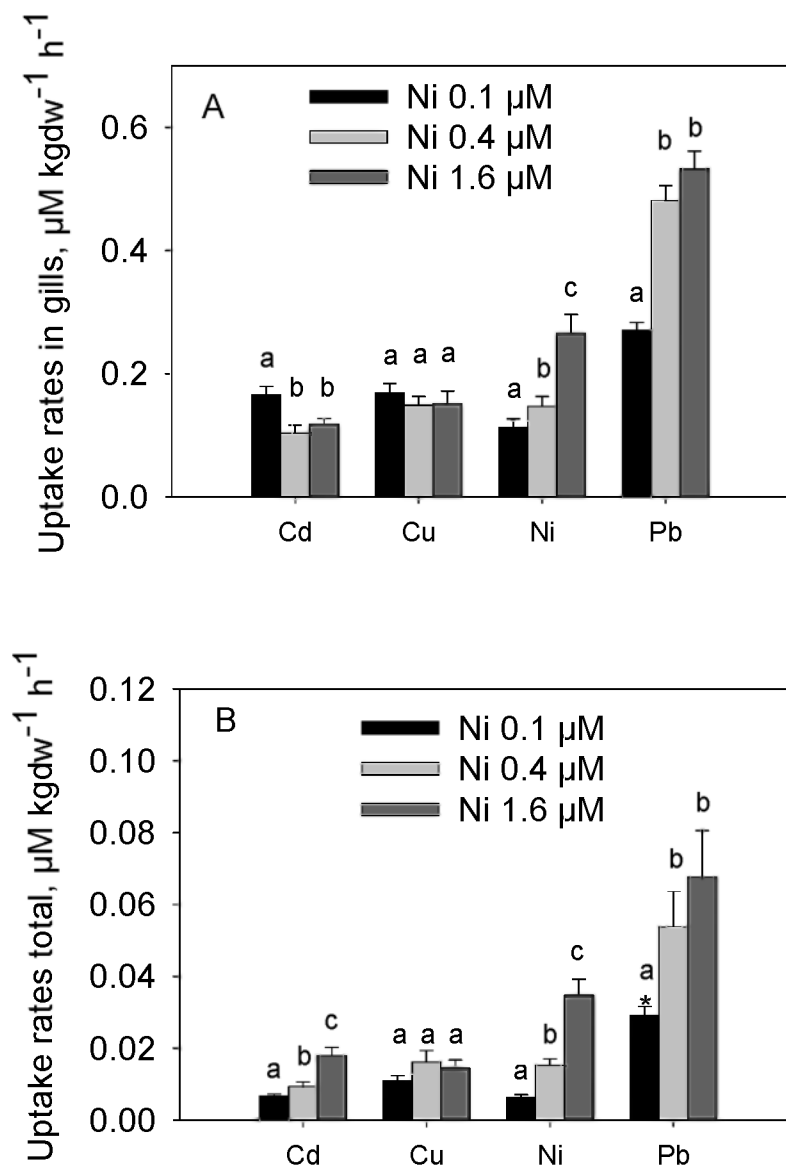 A
Ni 0.1 µM
Ni 0.4 µM
Ni 1.6 µM
Uptake rates in gills, µM kgdw⁻¹ h⁻¹
0.6
0.4
0.2
0.0
a b b
a a a
a b c
a b b
Cd Cu Ni Pb
B
Ni 0.1 µM
Ni 0.4 µM
Ni 1.6 µM
Uptake rates total, µM kgdw⁻¹ h⁻¹
0.12
0.10
0.08
0.06
0.04
0.02
0.00
a b c
a a a
a b c
a * b b
Cd Cu Ni Pb